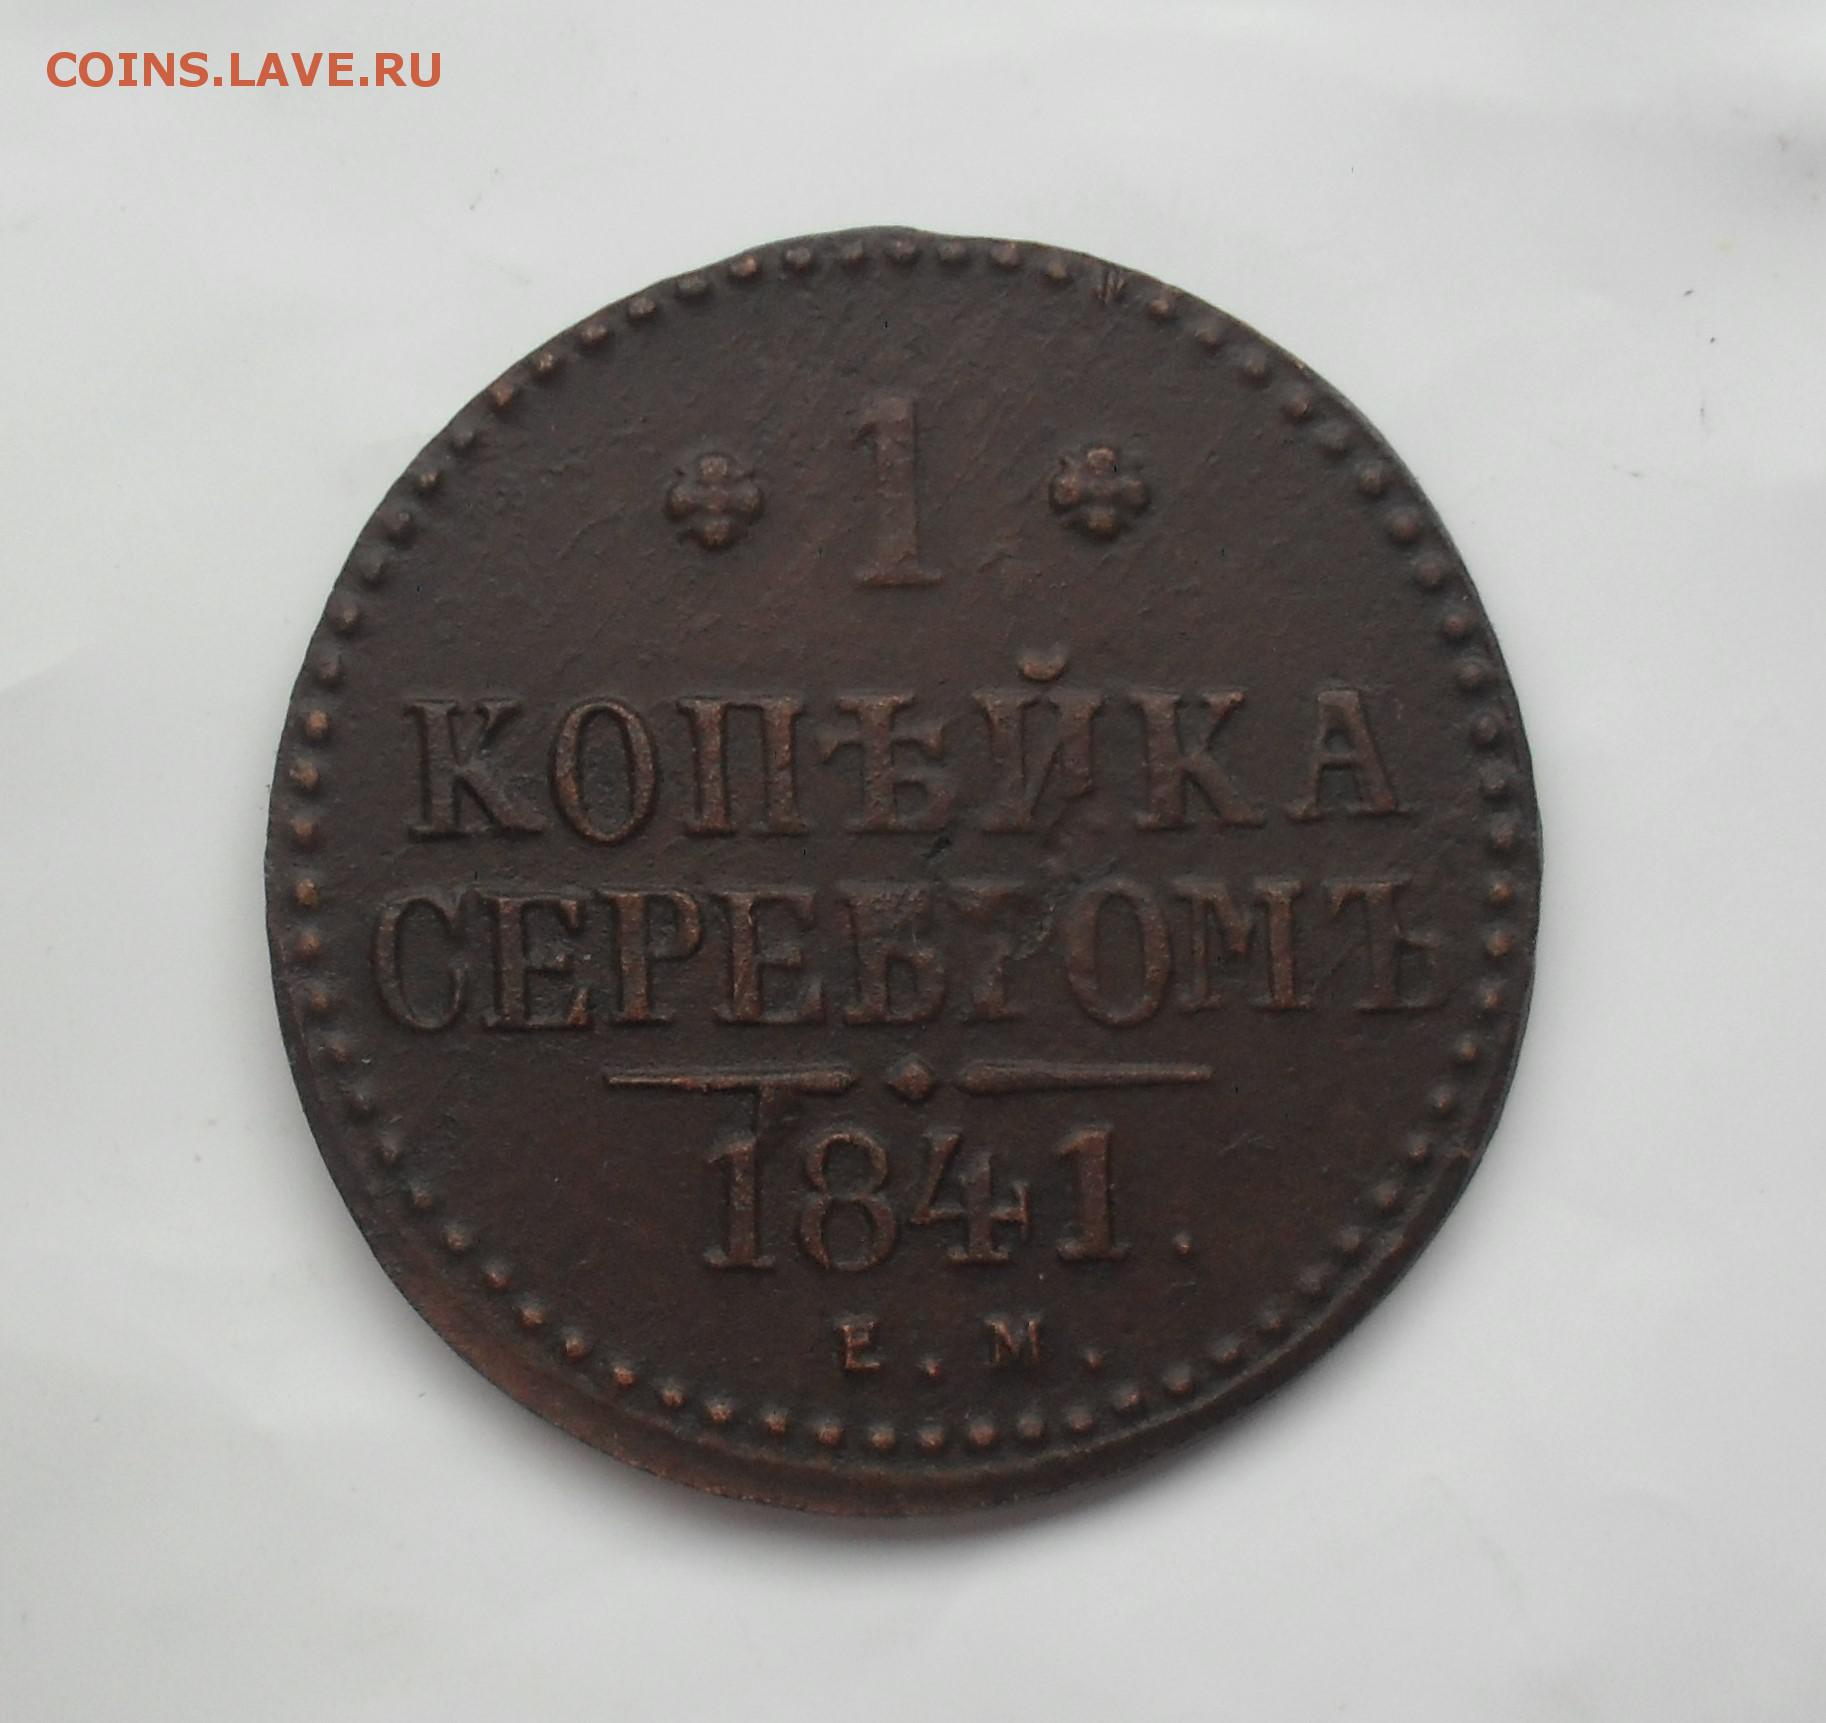 COINS.LAVE.RU
1
КОПѢЙКА
СЕРЕБРОМЪ
1841.
Е. М.